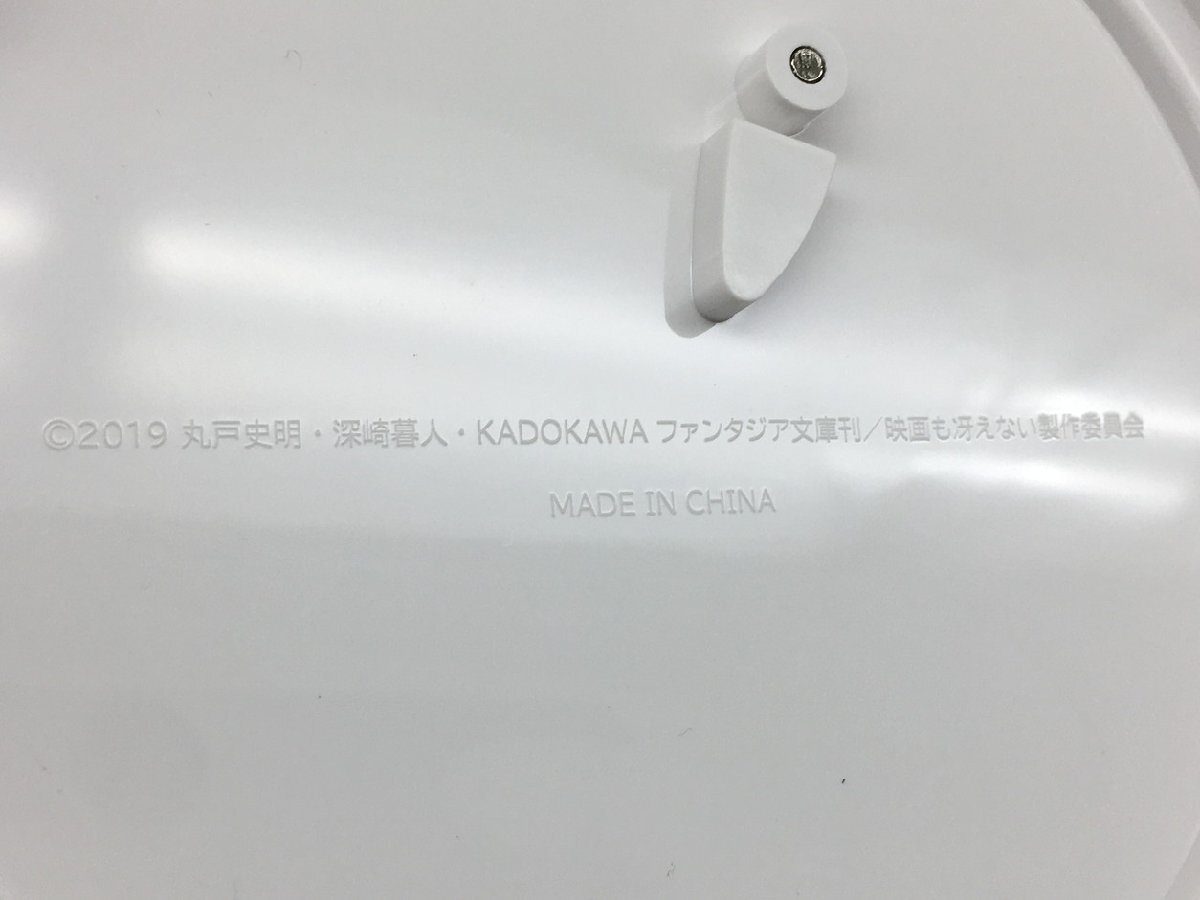 ©2019 丸戸史明・深崎暮人・KADOKAWA ファンタジア文庫刊／映画も冴えない製作委員会
MADE IN CHINA